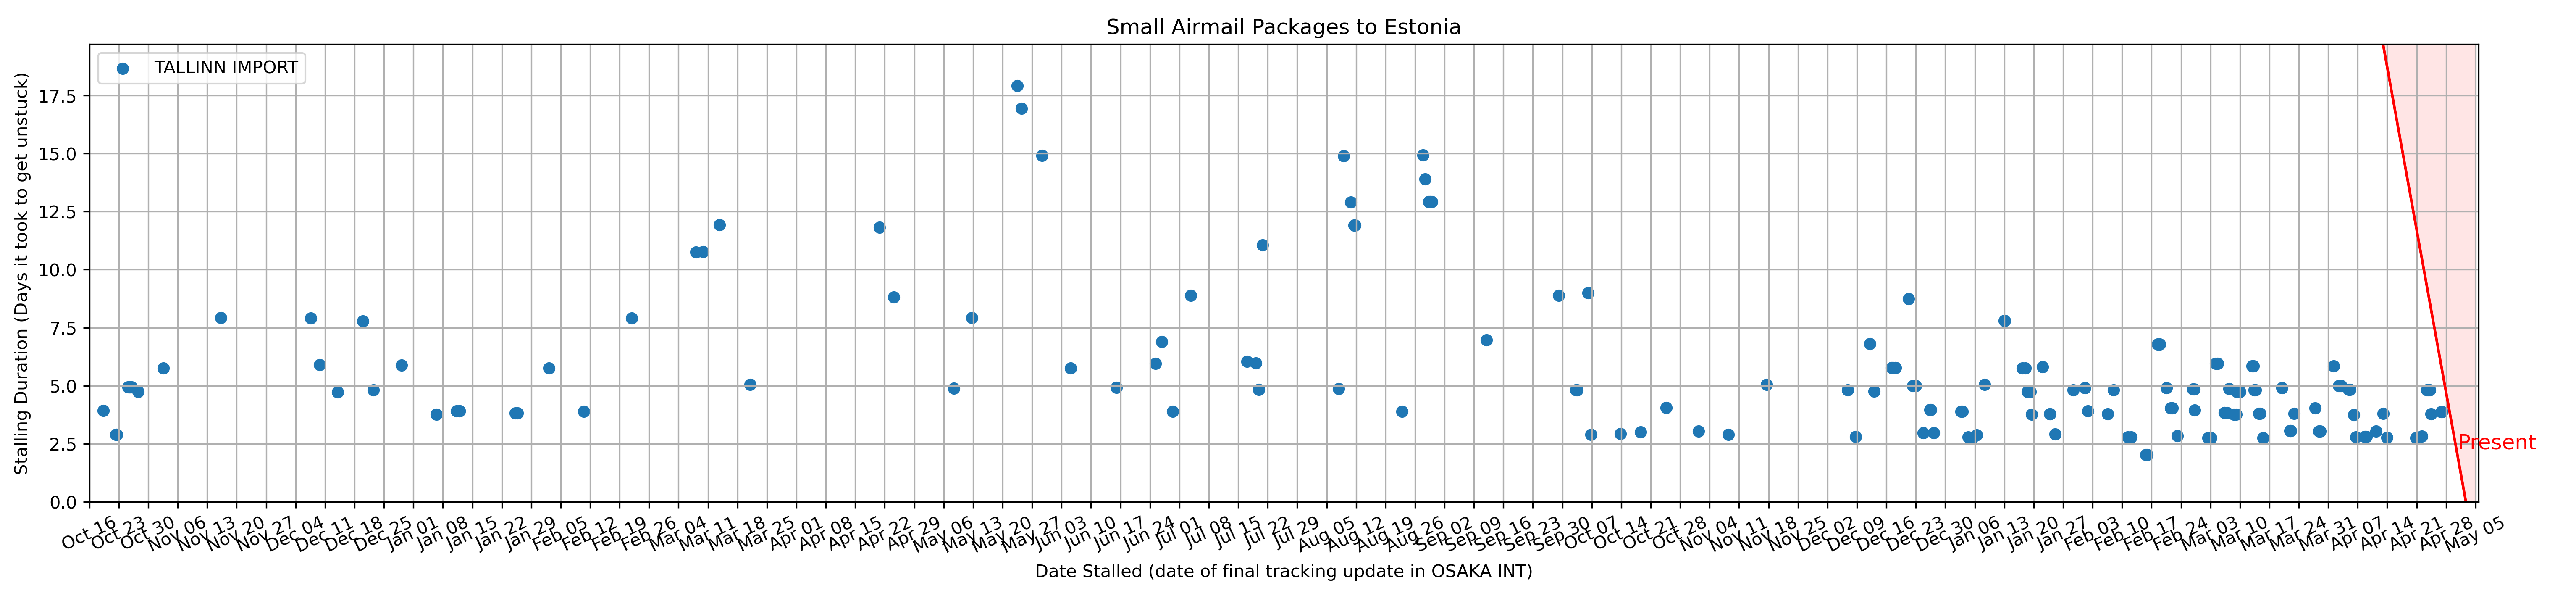 Small Airmail Packages to Estonia
TALLINN IMPORT
Stalling Duration (Days it took to get unstuck)
17.5
15.0
12.5
10.0
7.5
5.0
2.5
0.0
Present
Oct 16 Oct 23 Oct 30 Nov 06 Nov 13 Nov 20 Nov 27 Dec 04 Dec 11 Dec 18 Dec 25 Jan 01 Jan 08 Jan 15 Jan 22 Jan 29 Feb 05 Feb 12 Feb 19 Feb 26 Mar 04 Mar 11 Mar 18 Mar 25 Apr 01 Apr 08 Apr 15 Apr 22 Apr 29 May 06 May 13 May 20 May 27 Jun 03 Jun 10 Jun 17 Jun 24 Jul 01 Jul 08 Jul 15 Jul 22 Jul 29 Aug 05 Aug 12 Aug 19 Aug 26 Sep 02 Sep 09 Sep 16 Sep 23 Sep 30 Oct 07 Oct 14 Oct 21 Oct 28 Nov 04 Nov 11 Nov 18 Nov 25 Dec 02 Dec 09 Dec 16 Dec 23 Dec 30 Jan 06 Jan 13 Jan 20 Jan 27 Feb 03 Feb 10 Feb 17 Feb 24 Mar 03 Mar 10 Mar 17 Mar 24 Mar 31 Apr 07 Apr 14 Apr 21 Apr 28 May 05
Date Stalled (date of final tracking update in OSAKA INT)